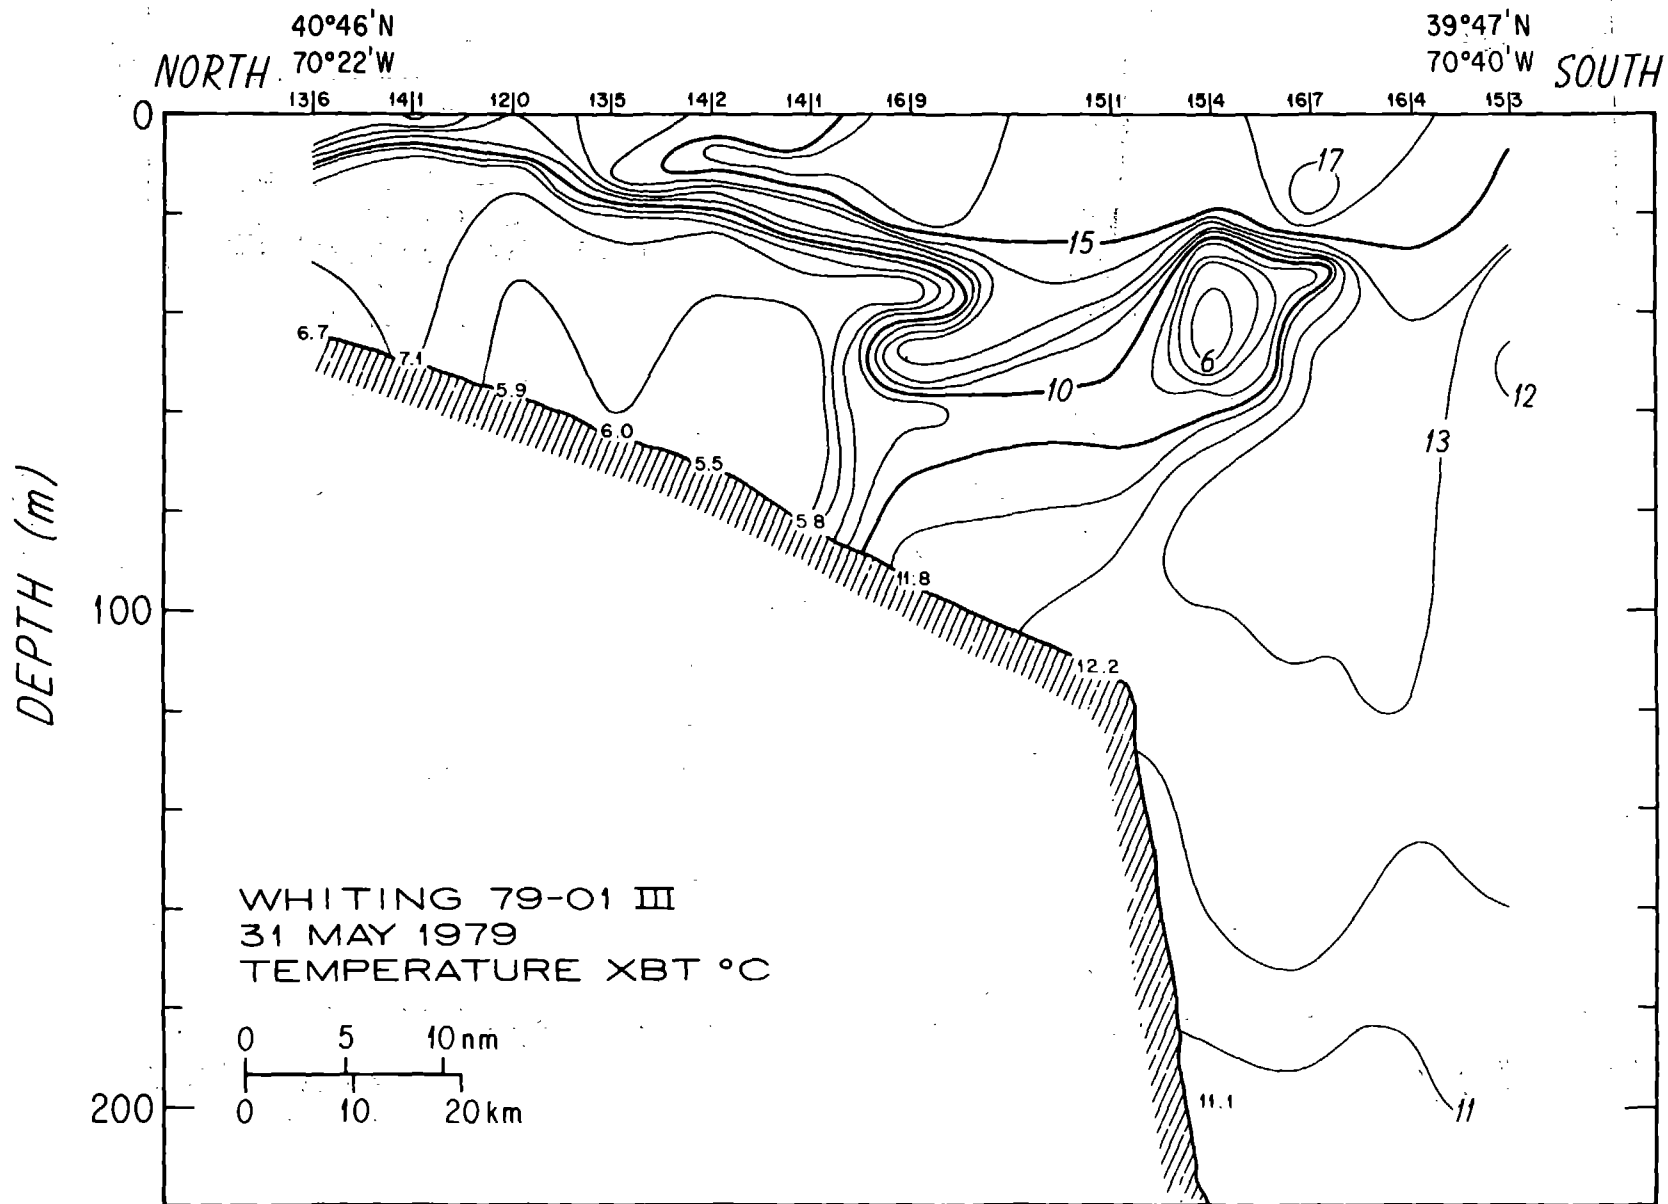 40°46'N 39°47'N
NORTH 70°22'W 70°40'W SOUTH
13|6 14|1 12|0 13|5 14|2 14|1 16|9 15|1 15|4 16|7 16|4 15|3
0
17
15
6.7
7.1
6
5.9
10
12
6.0
13
5.5
5.8
DEPTH (m)
11.8
100
12.2
WHITING 79-01 III
31 MAY 1979
TEMPERATURE XBT °C
0 5 10 nm
0 10 20 km
200
11.1
11